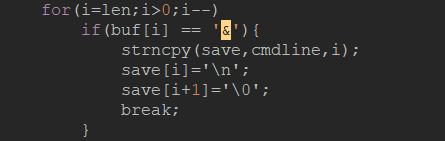 for(i=len;i>0;i--)
if(buf[i] == '&'){
strncpy(save,cmdline,i);
save[i]='\n';
save[i+1]='\0';
break;
}